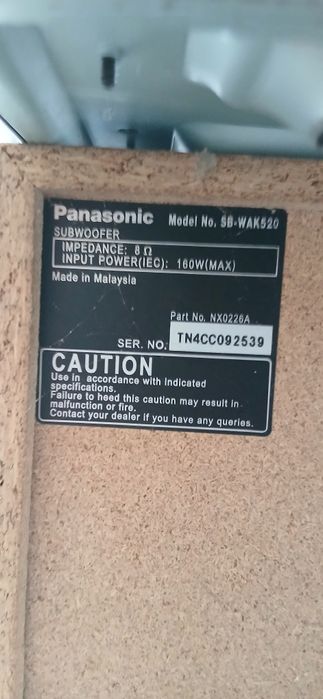 Panasonic Model No. SB-WAK520
SUBWOOFER
IMPEDANCE: 8 Ω
INPUT POWER(IEC): 160W(MAX)
Made in Malaysia
Part No. NX0226A
SER. NO. TN4CC092539
CAUTION
Use in accordance with indicated
specifications.
Failure to heed this caution may result in
malfunction or fire.
Contact your dealer if you have any queries.